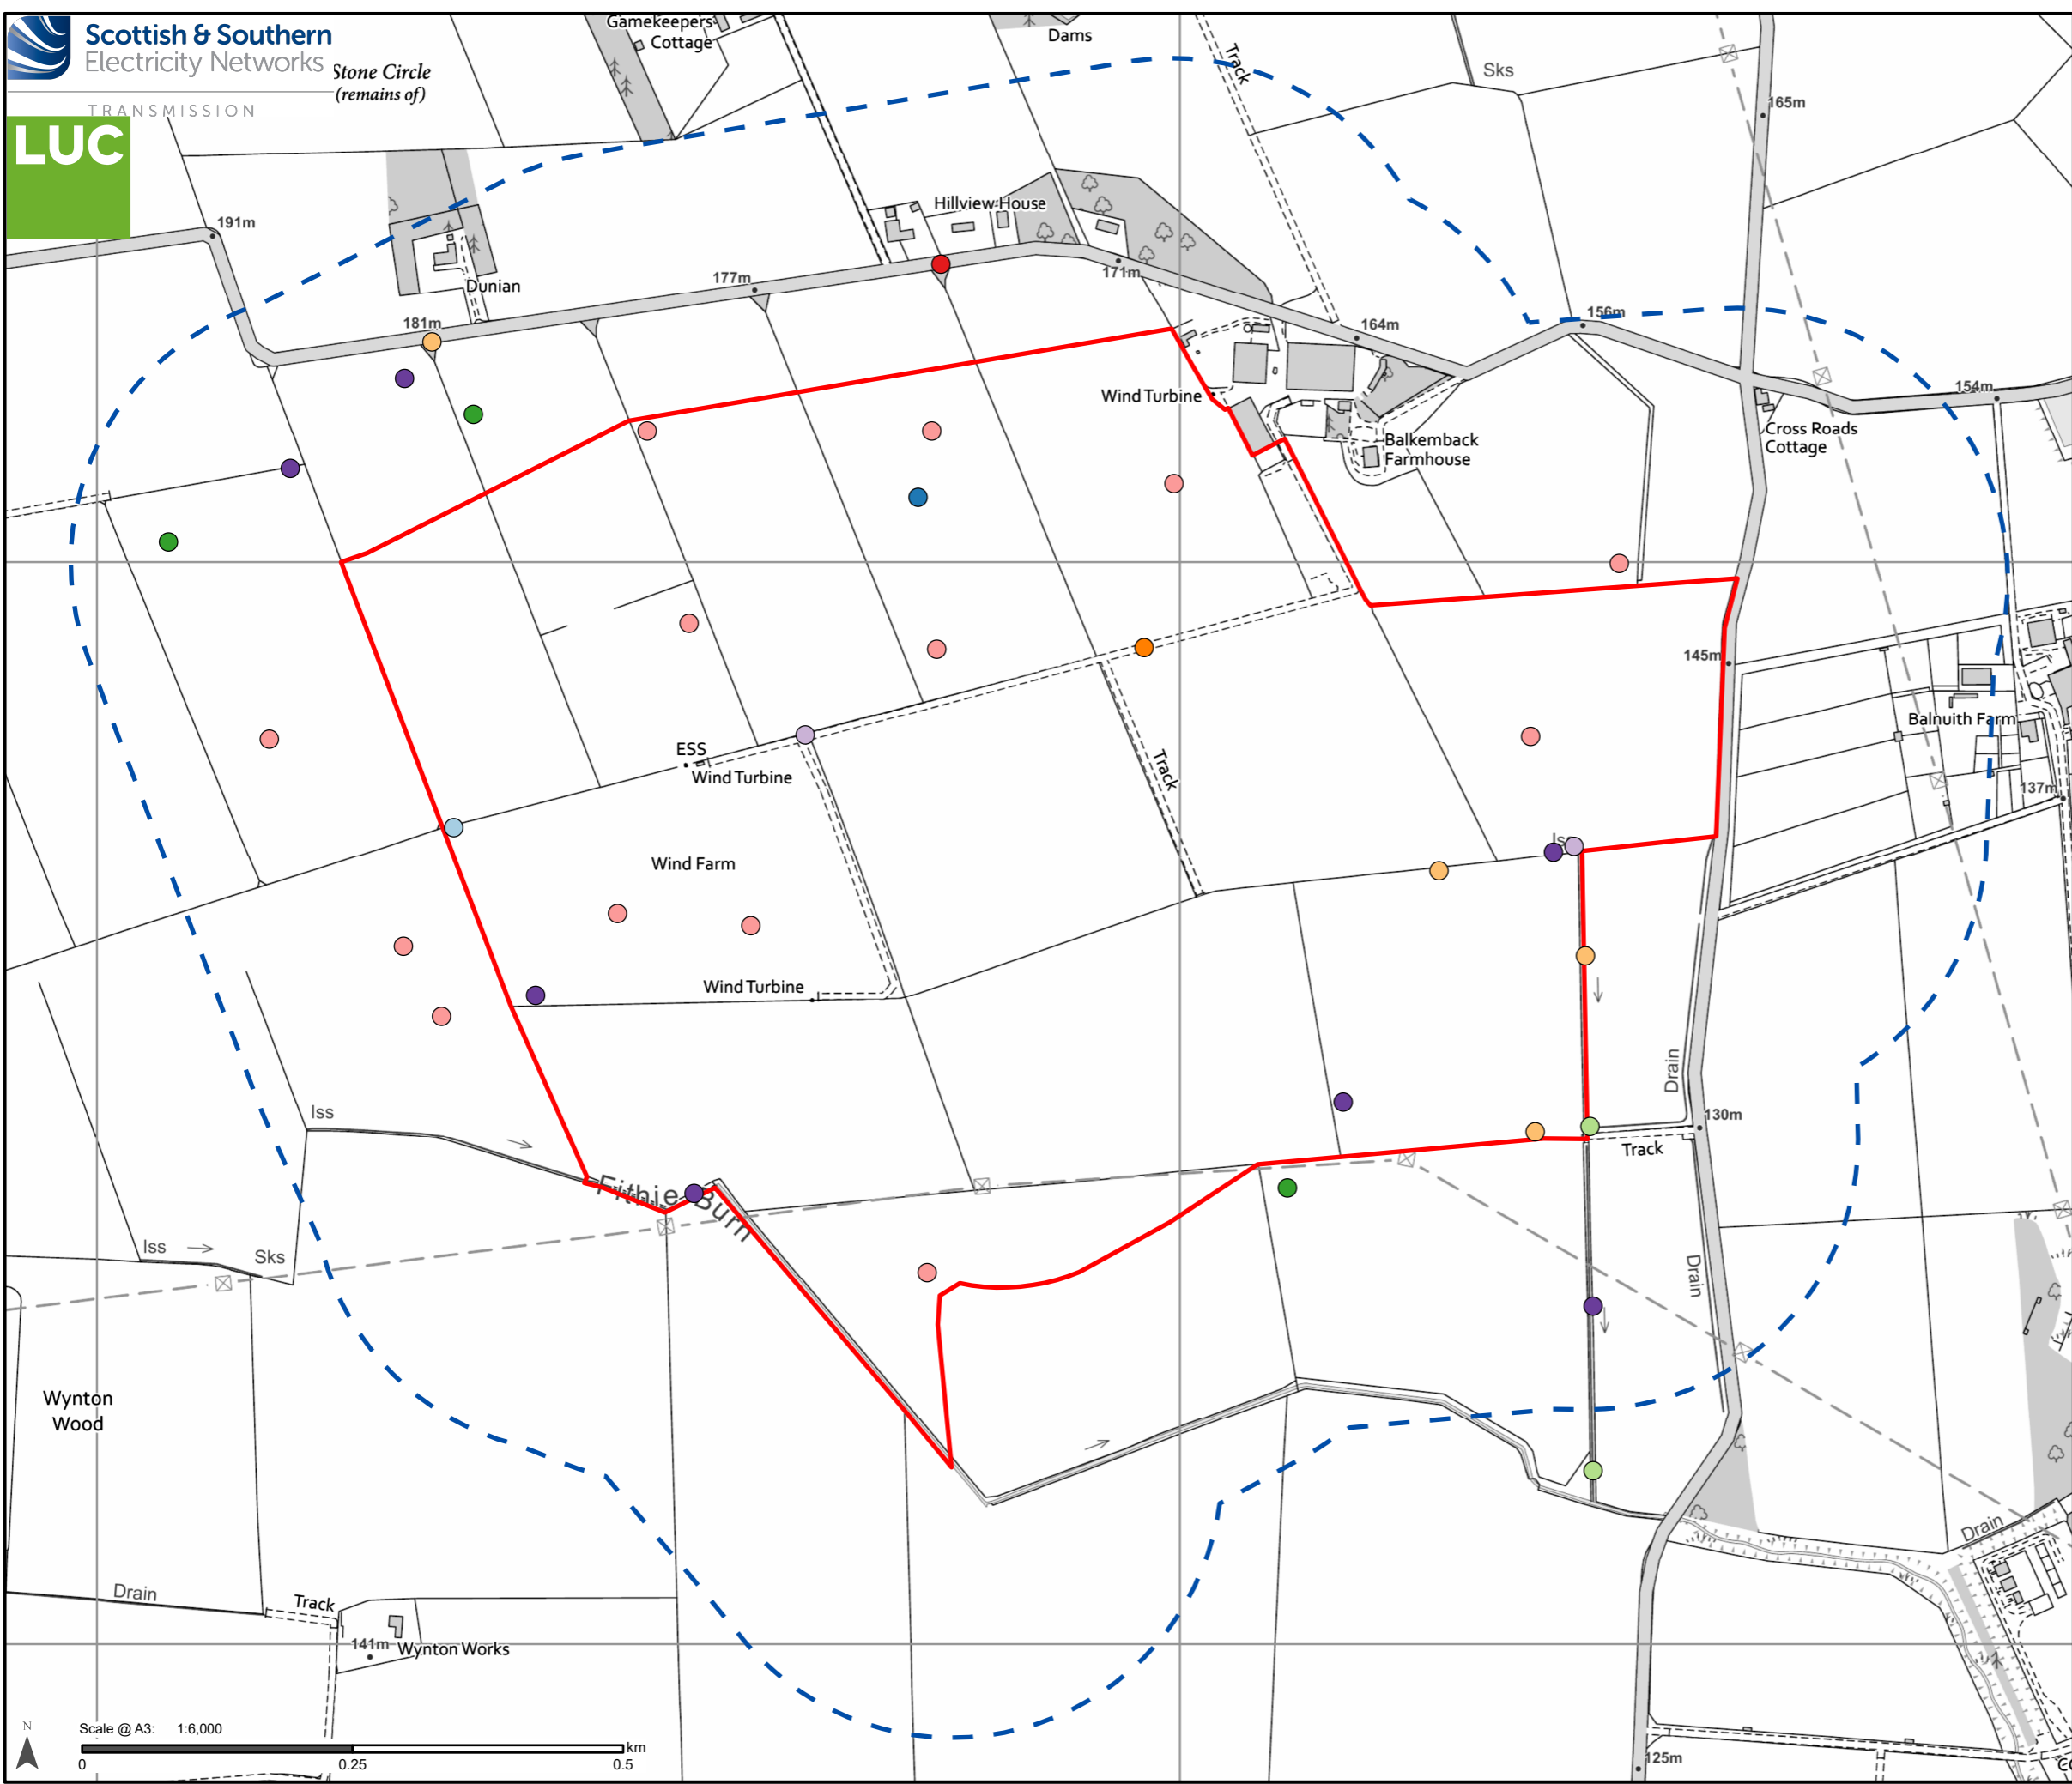 Scottish & Southern
Electricity Networks
TRANSMISSION
LUC
Stone Circle
(remains of)
Gamekeepers
Cottage
Dams
Track
Sks
165m
191m
Hillview House
Dunian
177m
171m
181m
164m
156m
154m
Wind Turbine
Balkemback
Farmhouse
Cross Roads
Cottage
145m
Balnuith Farm
137m
ESS
Wind Turbine
Track
Iss
Wind Farm
Wind Turbine
Drain
Iss
130m
Track
Fithie Burn
Iss
Sks
Drain
Wynton
Wood
Drain
Drain
Track
141m
Wynton Works
N
Scale @ A3: 1:6,000
km
0 0.25 0.5
125m